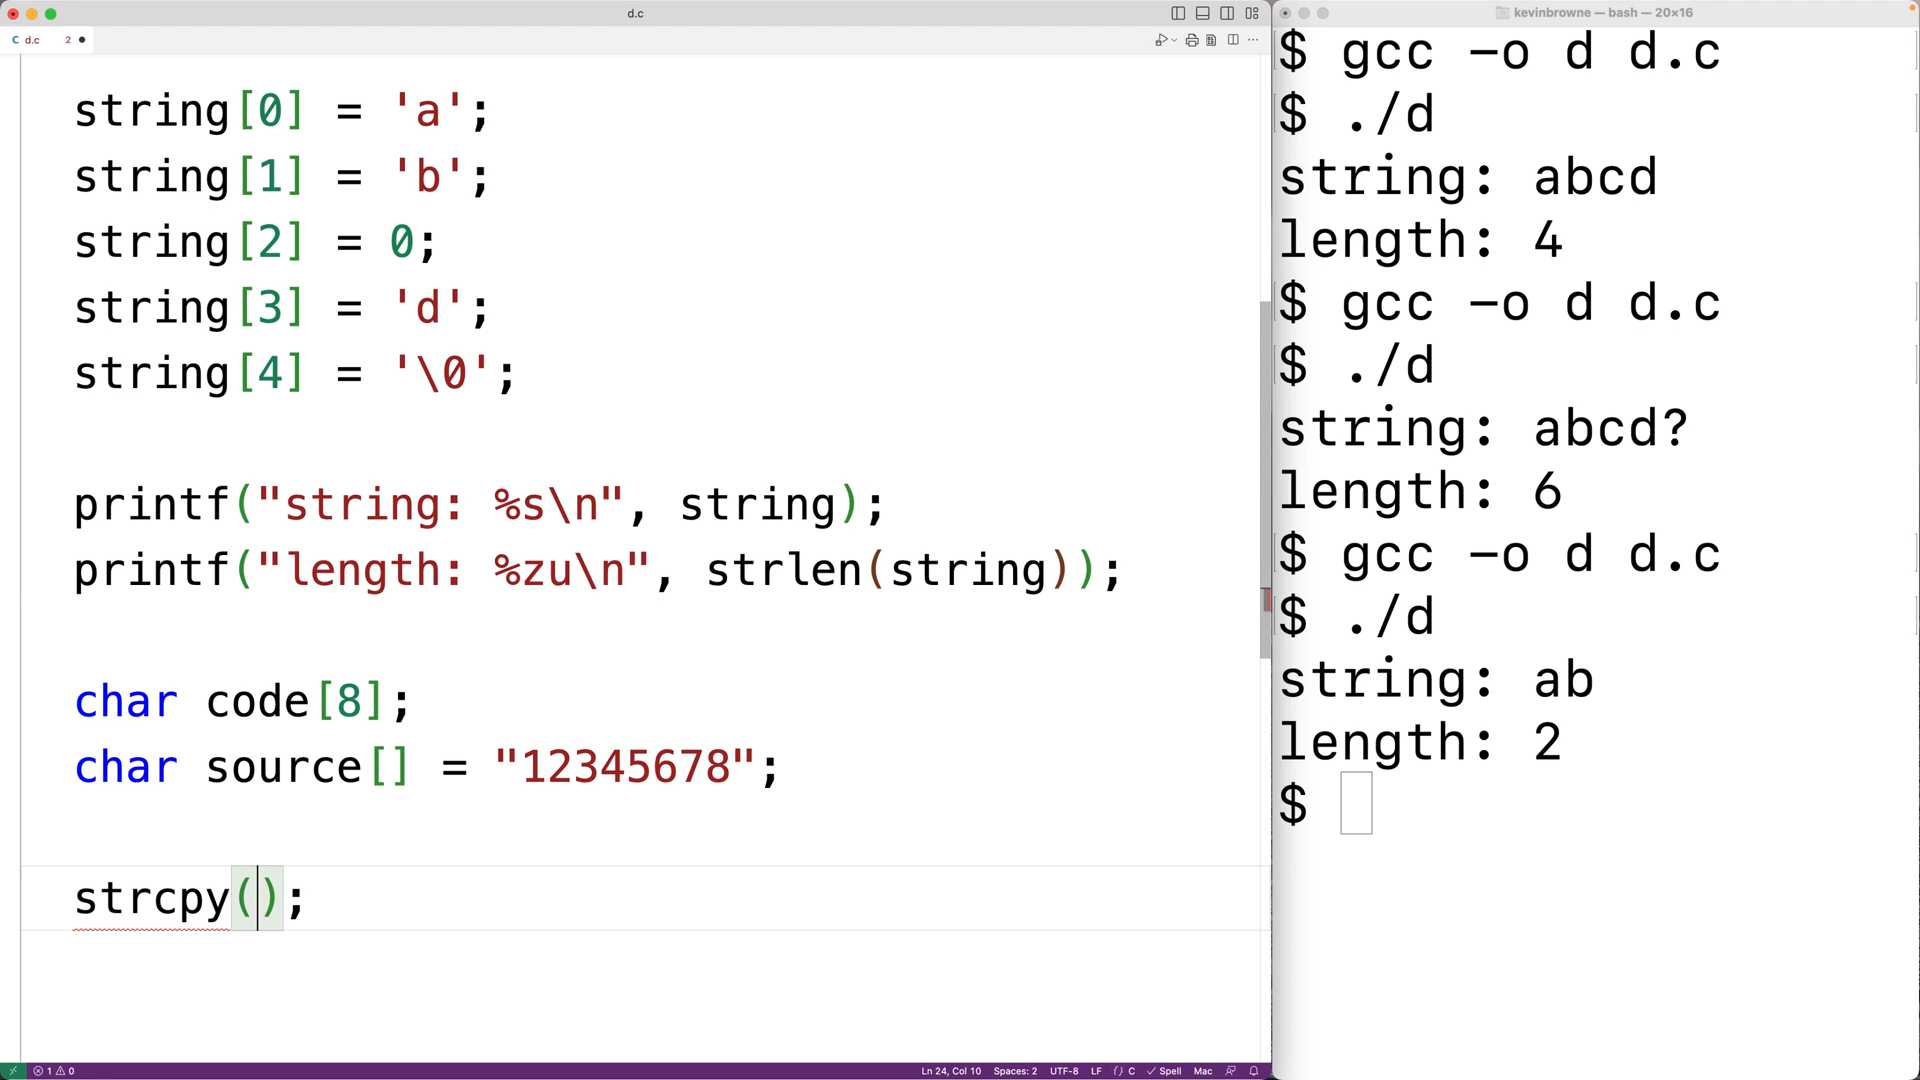 d.c
C d.c 2
string[0] = 'a';
string[1] = 'b';
string[2] = 0;
string[3] = 'd';
string[4] = '\0';
printf("string: %s\n", string);
printf("length: %zu\n", strlen(string));
char code[8];
char source[] = "12345678";
strcpy();
1 0 Ln 24, Col 10 Spaces: 2 UTF-8 LF C Spell Mac
kevinbrowne — bash — 20×16
$ gcc -o d d.c
$ ./d
string: abcd
length: 4
$ gcc -o d d.c
$ ./d
string: abcd?
length: 6
$ gcc -o d d.c
$ ./d
string: ab
length: 2
$